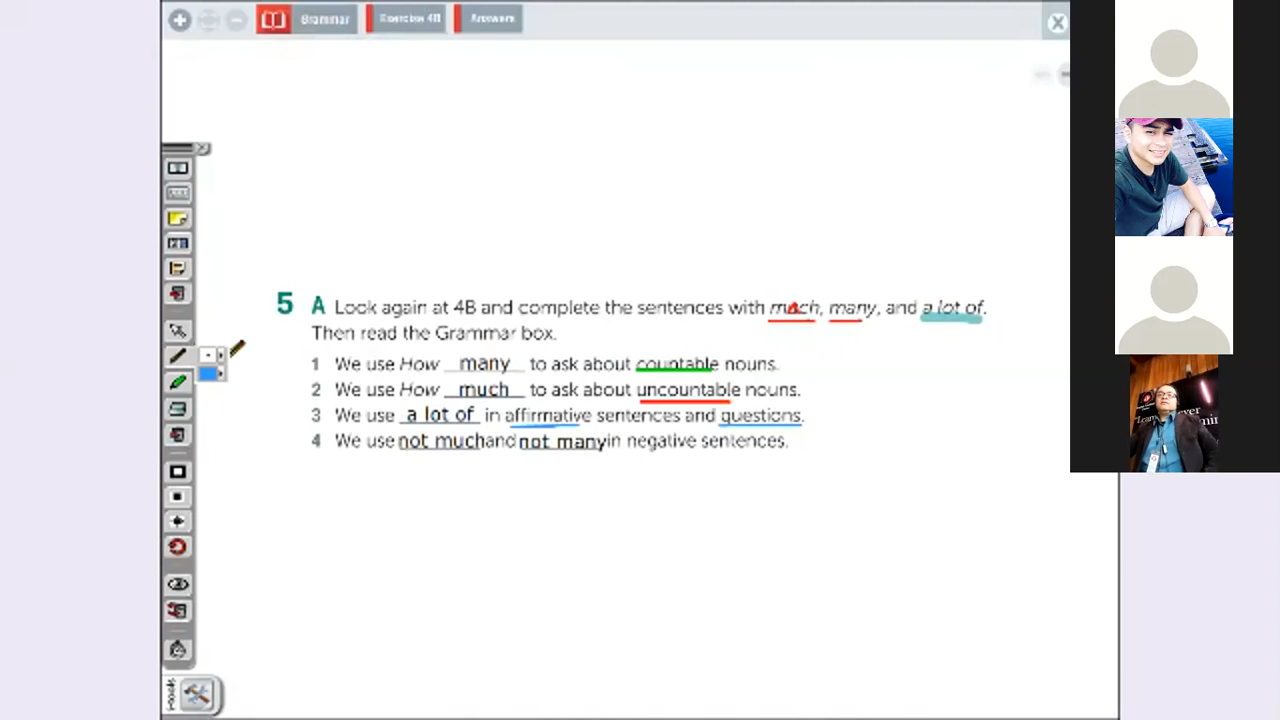 Grammar
Exercise 4B
Answers
5 A Look again at 4B and complete the sentences with much, many, and a lot of.
Then read the Grammar box.
1 We use How many to ask about countable nouns.
2 We use How much to ask about uncountable nouns.
3 We use a lot of in affirmative sentences and questions.
4 We use not much and not many in negative sentences.
i-tools